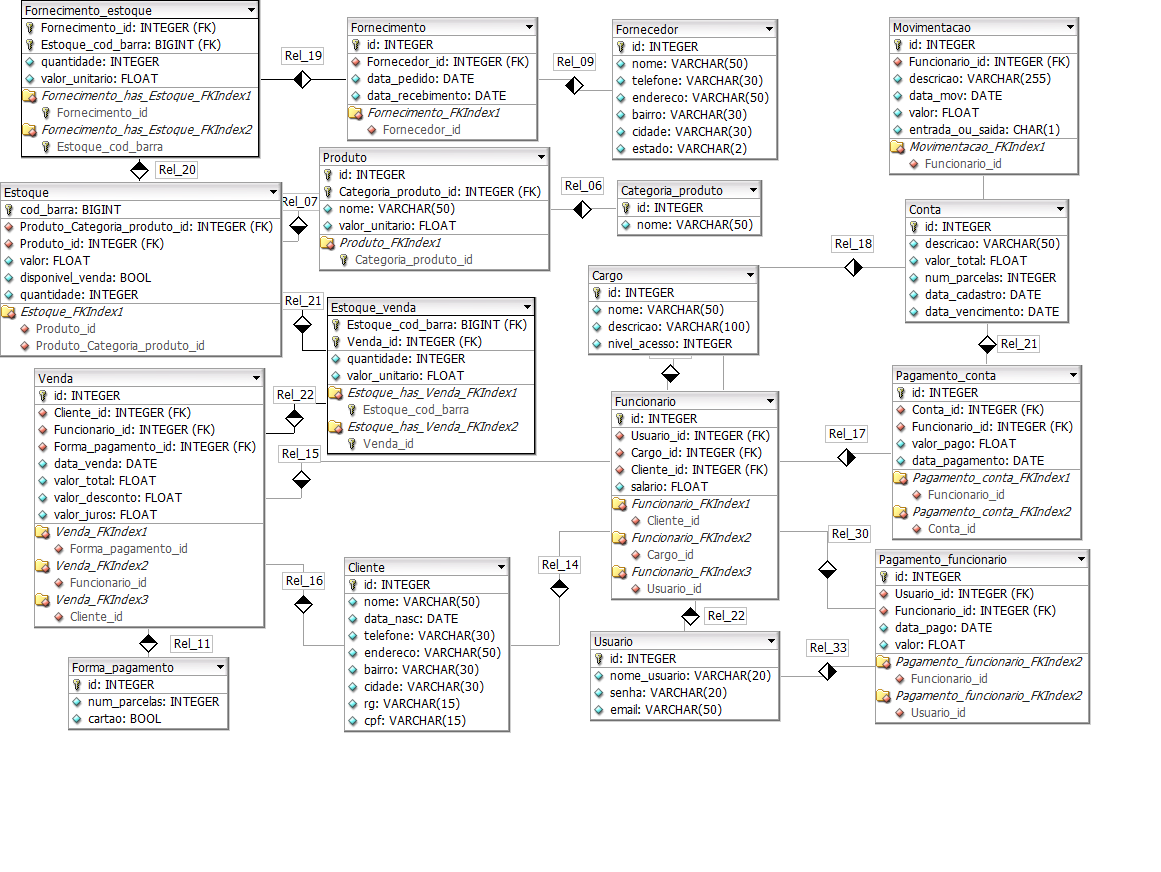 Fornecimento_estoque
Fornecimento_id: INTEGER (FK)
Estoque_cod_barra: BIGINT (FK)
quantidade: INTEGER
valor_unitario: FLOAT
Fornecimento_has_Estoque_FKIndex1
Fornecimento_id
Fornecimento_has_Estoque_FKIndex2
Estoque_cod_barra
Rel_19
Fornecimento
id: INTEGER
Fornecedor_id: INTEGER (FK)
data_pedido: DATE
data_recebimento: DATE
Fornecimento_FKIndex1
Fornecedor_id
Rel_09
Fornecedor
id: INTEGER
nome: VARCHAR(50)
telefone: VARCHAR(30)
endereco: VARCHAR(50)
bairro: VARCHAR(30)
cidade: VARCHAR(30)
estado: VARCHAR(2)
Movimentacao
id: INTEGER
Funcionario_id: INTEGER (FK)
descricao: VARCHAR(255)
data_mov: DATE
valor: FLOAT
entrada_ou_saida: CHAR(1)
Movimentacao_FKIndex1
Funcionario_id
Rel_20
Estoque
cod_barra: BIGINT
Produto_Categoria_produto_id: INTEGER (FK)
Produto_id: INTEGER (FK)
valor: FLOAT
disponivel_venda: BOOL
quantidade: INTEGER
Estoque_FKIndex1
Produto_id
Produto_Categoria_produto_id
Rel_07
Produto
id: INTEGER
Categoria_produto_id: INTEGER (FK)
nome: VARCHAR(50)
valor_unitario: FLOAT
Produto_FKIndex1
Categoria_produto_id
Rel_06
Categoria_produto
id: INTEGER
nome: VARCHAR(50)
Rel_18
Conta
id: INTEGER
descricao: VARCHAR(50)
valor_total: FLOAT
num_parcelas: INTEGER
data_cadastro: DATE
data_vencimento: DATE
Rel_21
Estoque_venda
Estoque_cod_barra: BIGINT (FK)
Venda_id: INTEGER (FK)
quantidade: INTEGER
valor_unitario: FLOAT
Estoque_has_Venda_FKIndex1
Estoque_cod_barra
Estoque_has_Venda_FKIndex2
Venda_id
Cargo
id: INTEGER
nome: VARCHAR(50)
descricao: VARCHAR(100)
nivel_acesso: INTEGER
Rel_21
Venda
id: INTEGER
Cliente_id: INTEGER (FK)
Funcionario_id: INTEGER (FK)
Forma_pagamento_id: INTEGER (FK)
data_venda: DATE
valor_total: FLOAT
valor_desconto: FLOAT
valor_juros: FLOAT
Venda_FKIndex1
Forma_pagamento_id
Venda_FKIndex2
Funcionario_id
Venda_FKIndex3
Cliente_id
Rel_22
Rel_15
Funcionario
id: INTEGER
Usuario_id: INTEGER (FK)
Cargo_id: INTEGER (FK)
Cliente_id: INTEGER (FK)
salario: FLOAT
Funcionario_FKIndex1
Cliente_id
Funcionario_FKIndex2
Cargo_id
Funcionario_FKIndex3
Usuario_id
Rel_17
Pagamento_conta
id: INTEGER
Conta_id: INTEGER (FK)
Funcionario_id: INTEGER (FK)
valor_pago: FLOAT
data_pagamento: DATE
Pagamento_conta_FKIndex1
Funcionario_id
Pagamento_conta_FKIndex2
Conta_id
Rel_30
Rel_16
Cliente
id: INTEGER
nome: VARCHAR(50)
data_nasc: DATE
telefone: VARCHAR(30)
endereco: VARCHAR(50)
bairro: VARCHAR(30)
cidade: VARCHAR(30)
rg: VARCHAR(15)
cpf: VARCHAR(15)
Rel_14
Pagamento_funcionario
id: INTEGER
Usuario_id: INTEGER (FK)
Funcionario_id: INTEGER (FK)
data_pago: DATE
valor: FLOAT
Pagamento_funcionario_FKIndex2
Funcionario_id
Pagamento_funcionario_FKIndex2
Usuario_id
Rel_22
Rel_11
Forma_pagamento
id: INTEGER
num_parcelas: INTEGER
cartao: BOOL
Usuario
id: INTEGER
nome_usuario: VARCHAR(20)
senha: VARCHAR(20)
email: VARCHAR(50)
Rel_33